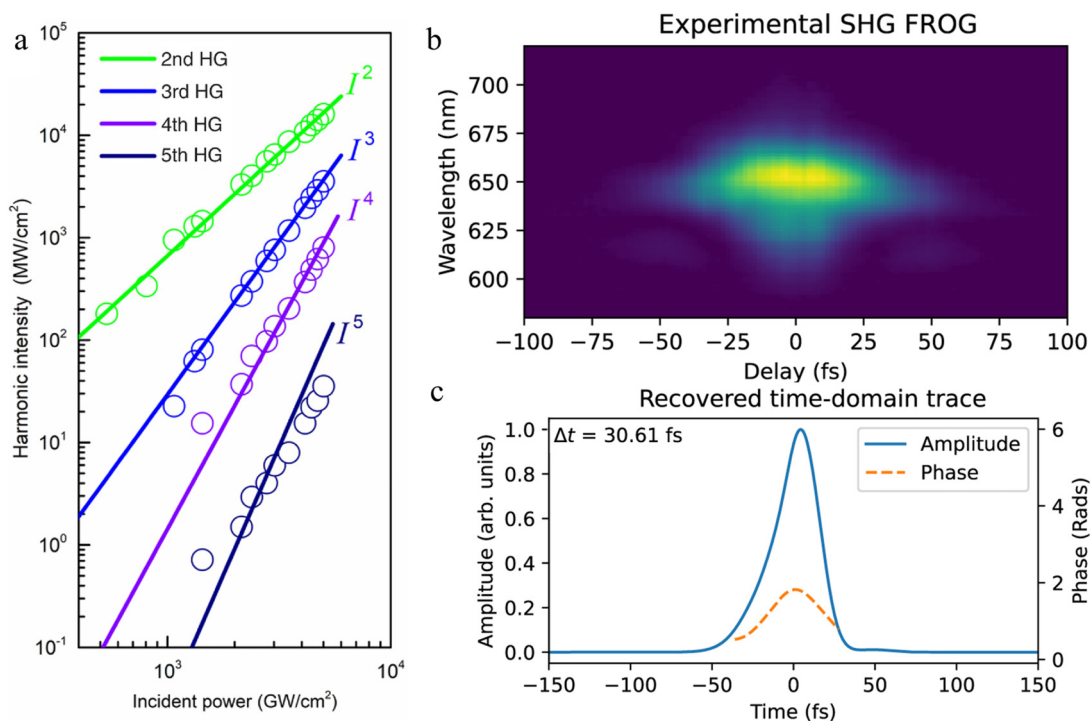 a
10^5
10^4
10^3
10^2
10^1
10^0
10^-1
Harmonic intensity (MW/cm^2)
2nd HG
3rd HG
4th HG
5th HG
I^2
I^3
I^4
I^5
10^3
10^4
Incident power (GW/cm^2)
b
Experimental SHG FROG
700
675
650
625
600
Wavelength (nm)
−100 −75 −50 −25 0 25 50 75 100
Delay (fs)
c
Recovered time-domain trace
Δt = 30.61 fs
Amplitude
Phase
1.0
0.8
0.6
0.4
0.2
0.0
Amplitude (arb. units)
6
4
2
0
Phase (Rads)
−150 −100 −50 0 50 100 150
Time (fs)